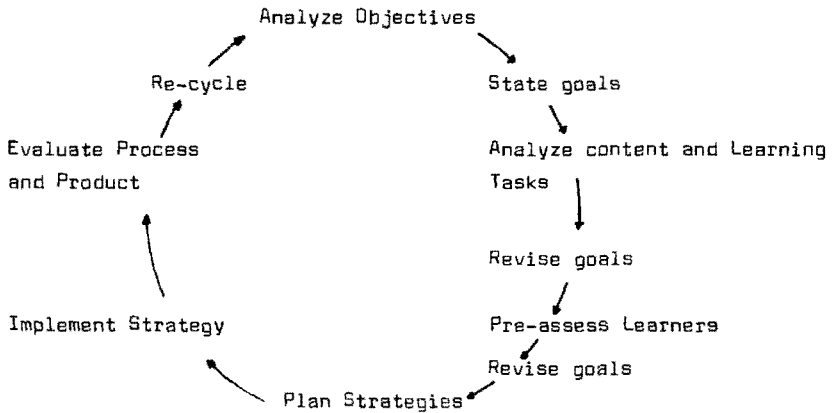 Analyze Objectives
State goals
Analyze content and Learning
Tasks
Revise goals
Pre-assess Learners
Revise goals
Plan Strategies
Implement Strategy
Evaluate Process
and Product
Re-cycle